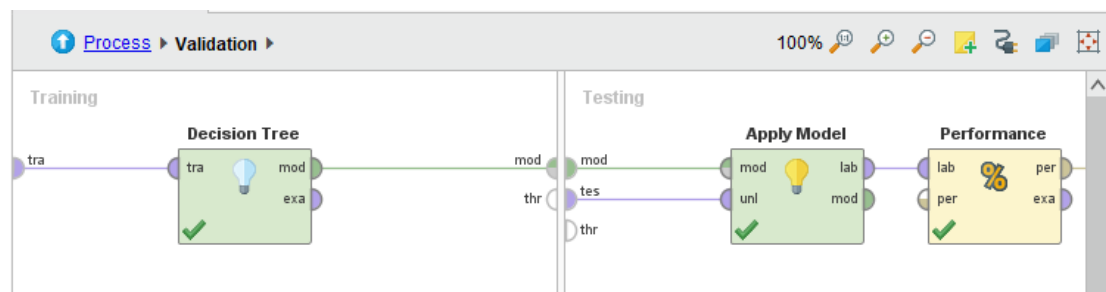 Process Validation
100%
Training
Decision Tree
tra
tra
mod
exa
mod
thr
Testing
mod
tes
thr
Apply Model
mod
unl
lab
mod
Performance
%
lab
per
per
exa